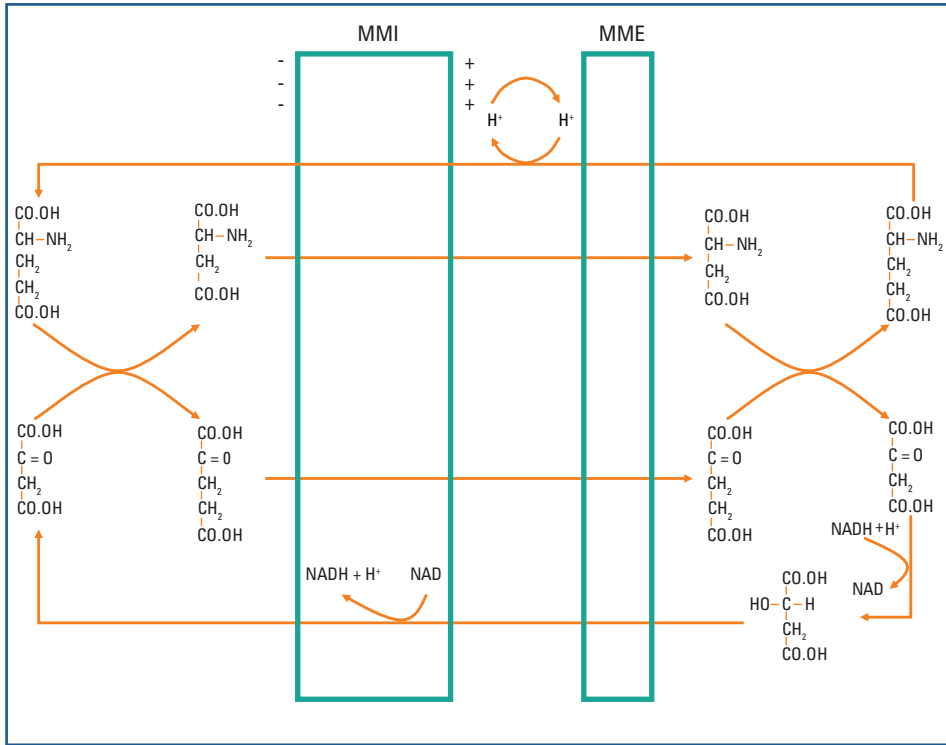 MMI
MME
- +
- +
- +
H⁺ H⁺
CO.OH
CH–NH₂
CH₂
CH₂
CO.OH
CO.OH
CH–NH₂
CH₂
CO.OH
CO.OH
CH–NH₂
CH₂
CO.OH
CO.OH
CH–NH₂
CH₂
CH₂
CO.OH
CO.OH
C = O
CH₂
CO.OH
CO.OH
C = O
CH₂
CH₂
CO.OH
CO.OH
C = O
CH₂
CH₂
CO.OH
CO.OH
C = O
CH₂
CO.OH
NADH + H⁺ NAD
NADH + H⁺
NAD
CO.OH
HO–C–H
CH₂
CO.OH